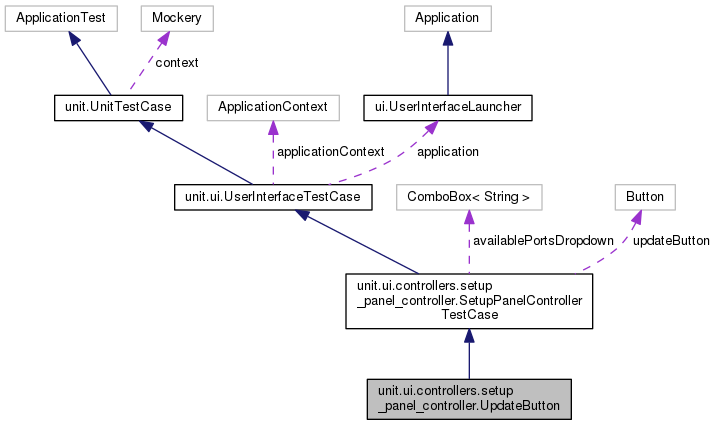 ApplicationTest
Mockery
Application
context
unit.UnitTestCase
ApplicationContext
ui.UserInterfaceLauncher
applicationContext
application
unit.ui.UserInterfaceTestCase
ComboBox< String >
Button
availablePortsDropdown
updateButton
unit.ui.controllers.setup
_panel_controller.SetupPanelController
TestCase
unit.ui.controllers.setup
_panel_controller.UpdateButton